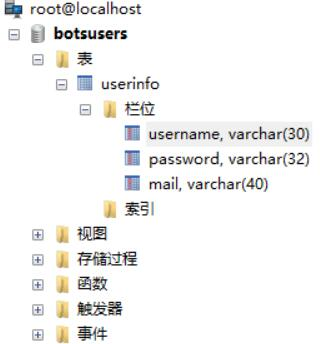 root@localhost
botsusers
表
userinfo
栏位
username, varchar(30)
password, varchar(32)
mail, varchar(40)
索引
视图
存储过程
函数
触发器
事件